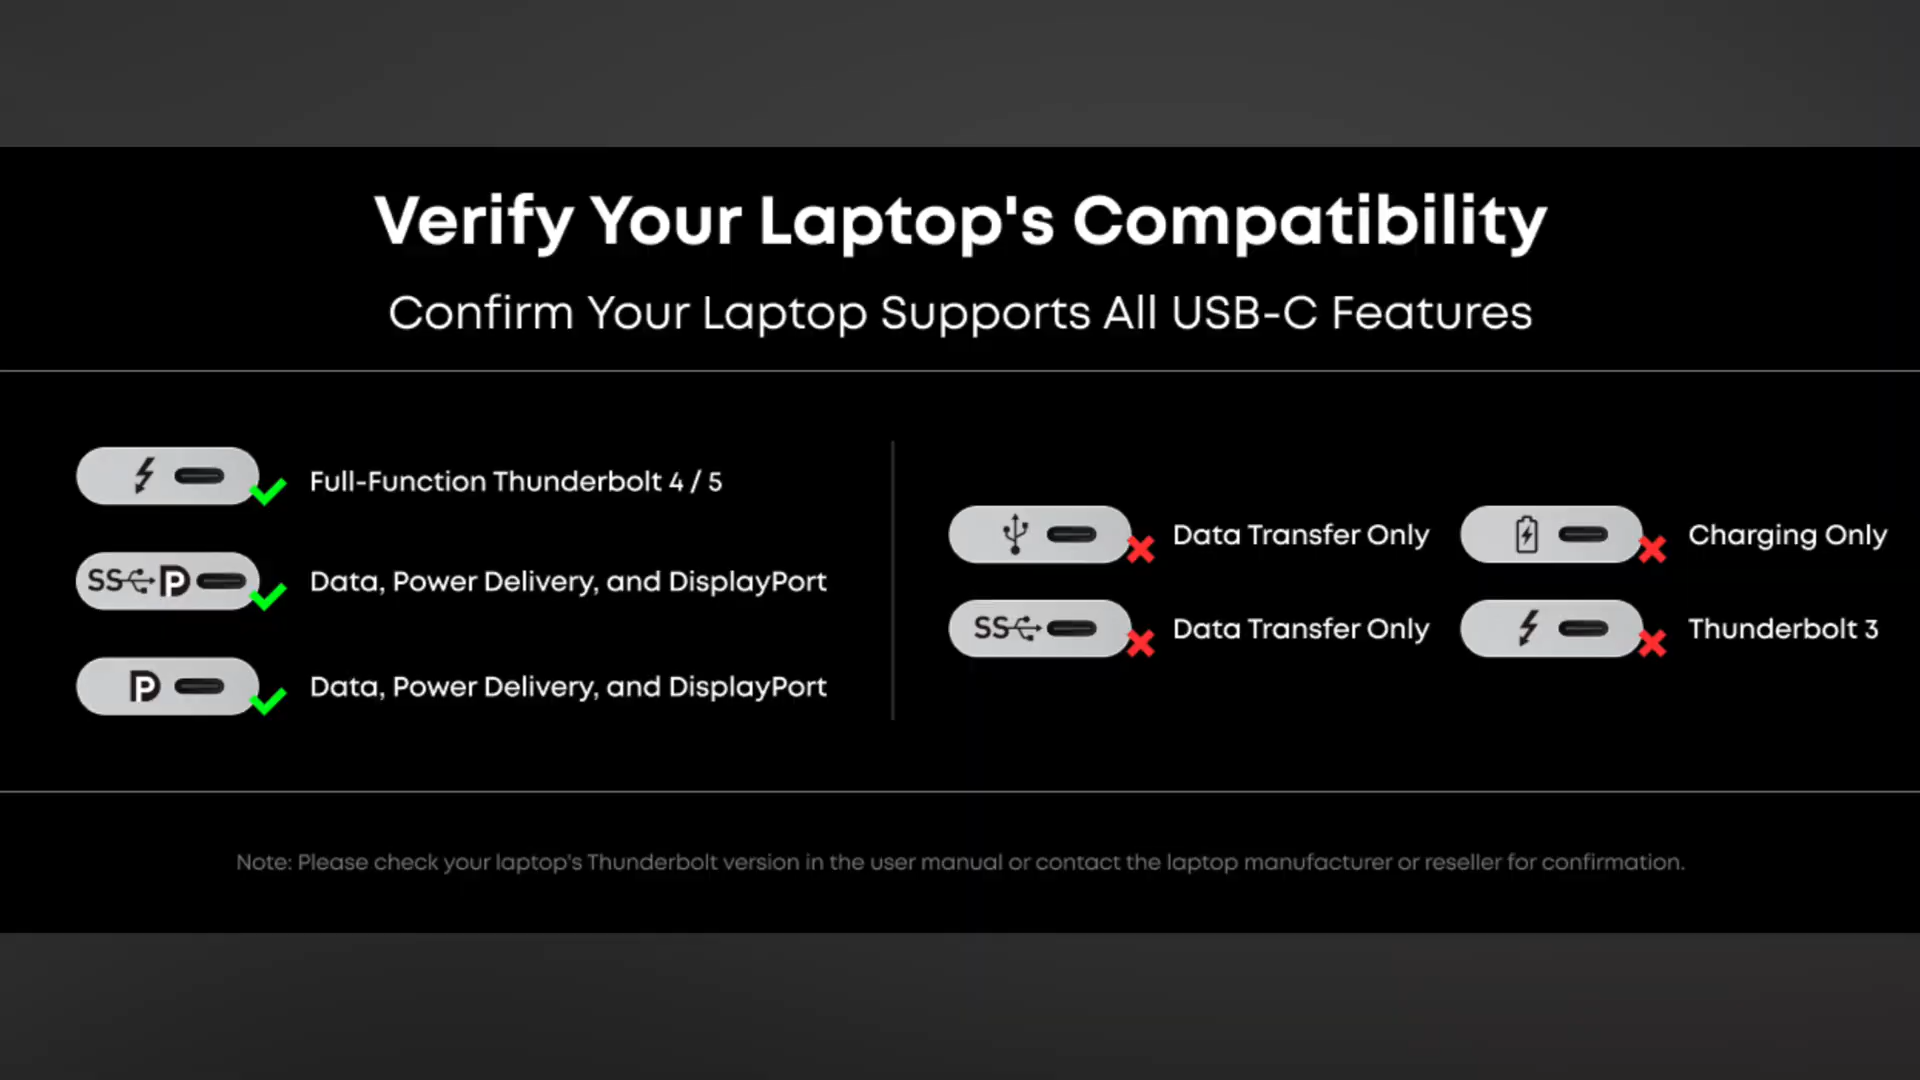 Verify Your Laptop's Compatibility
Confirm Your Laptop Supports All USB-C Features
Full-Function Thunderbolt 4 / 5
SS
Data, Power Delivery, and DisplayPort
Data, Power Delivery, and DisplayPort
Data Transfer Only
Charging Only
SS
Data Transfer Only
Thunderbolt 3
Note: Please check your laptop's Thunderbolt version in the user manual or contact the laptop manufacturer or reseller for confirmation.